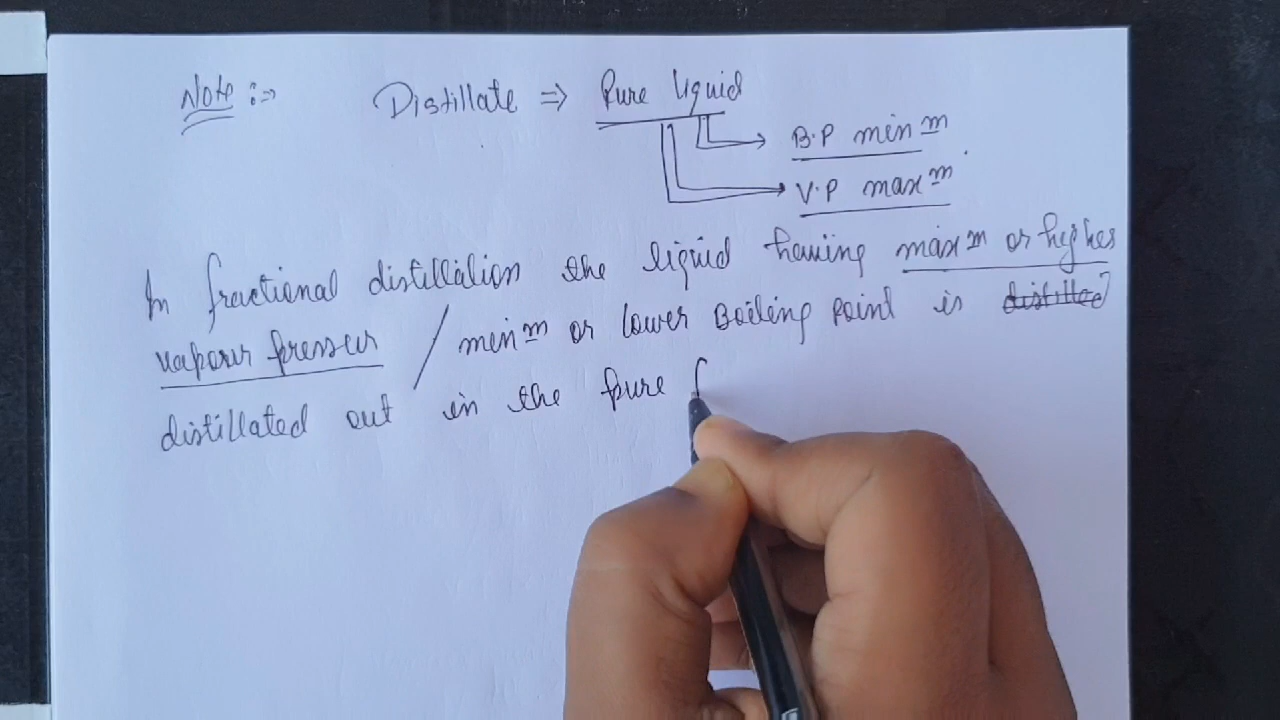 Note :⇒ Distillate ⇒ Pure liquid
B.P minm
V.P maxm
In fractional distillation the liquid having maxm or higher
vapour pressur / minm or lower Boiling point is distilled
distillated out in the pure f